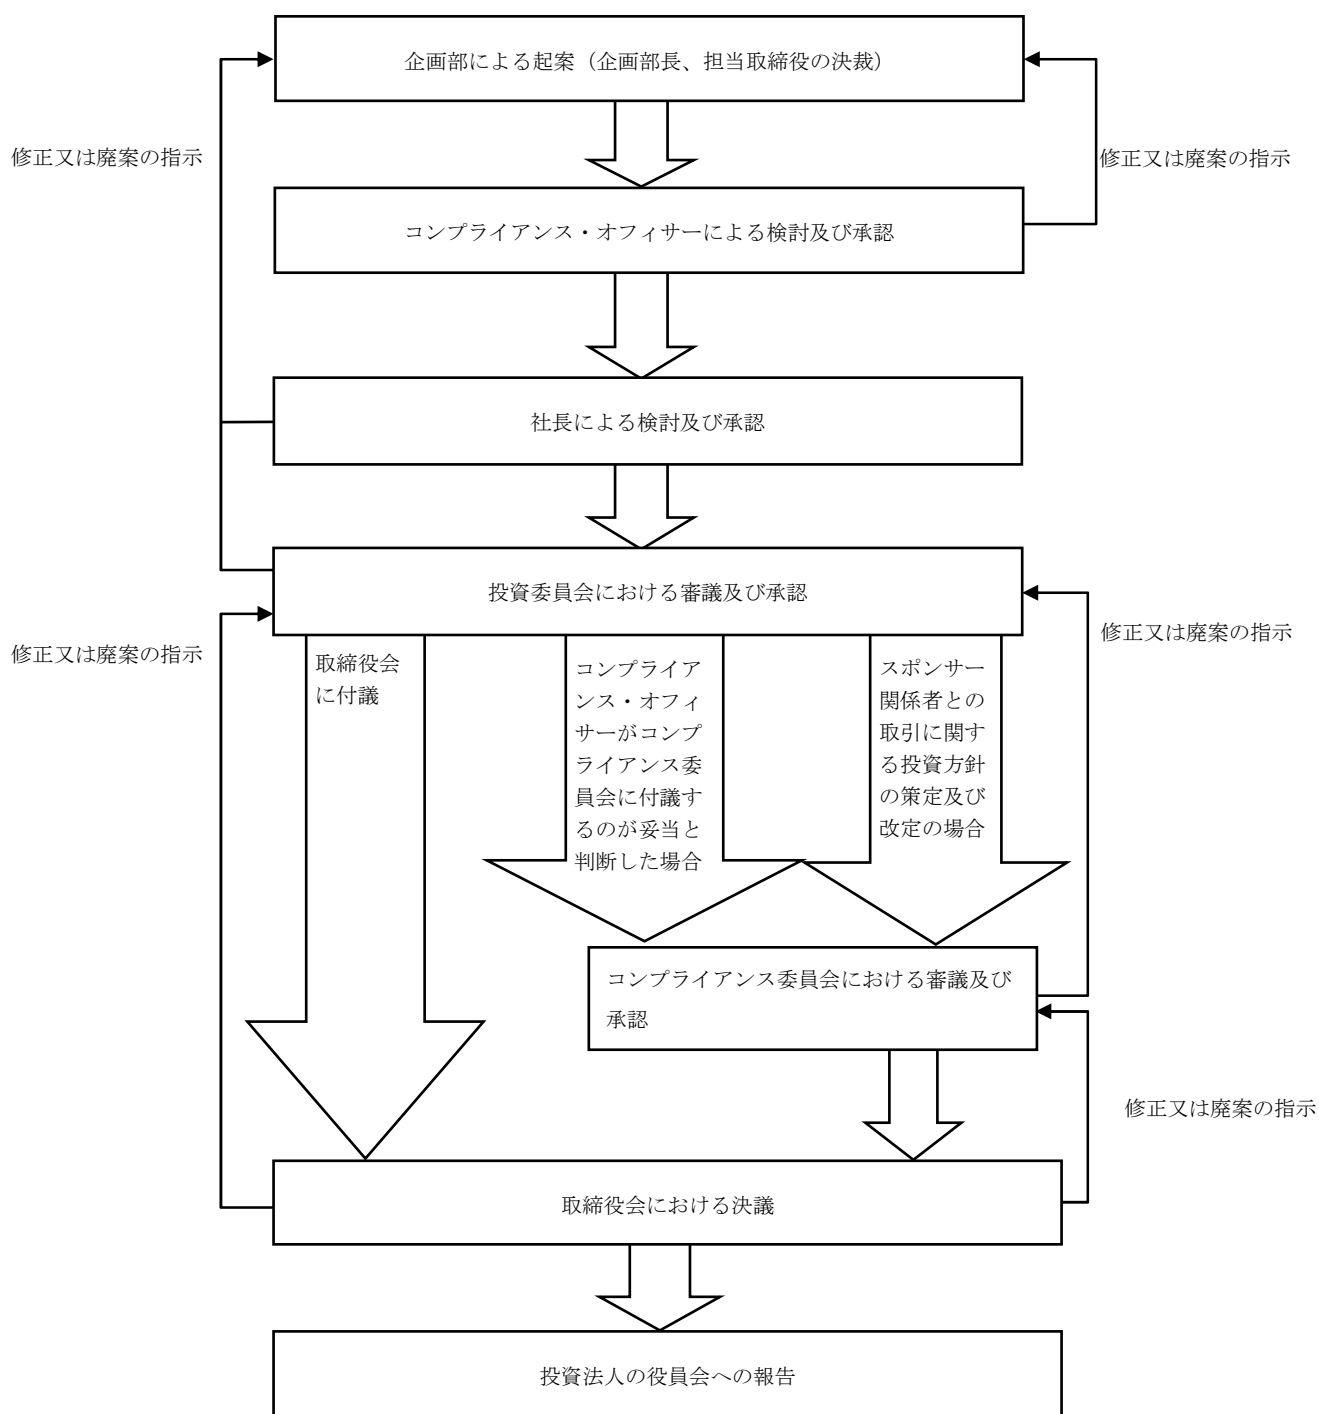 企画部による起案（企画部長、担当取締役の決裁）
修正又は廃案の指示
修正又は廃案の指示
コンプライアンス・オフィサーによる検討及び承認
社長による検討及び承認
投資委員会における審議及び承認
修正又は廃案の指示
取締役会
に付議
コンプライア
ンス・オフィ
サーがコンプ
ライアンス委
員会に付議す
るのが妥当と
判断した場合
スポンサー
関係者との
取引に関す
る投資方針
の策定及び
改定の場合
修正又は廃案の指示
コンプライアンス委員会における審議及び
承認
修正又は廃案の指示
取締役会における決議
投資法人の役員会への報告